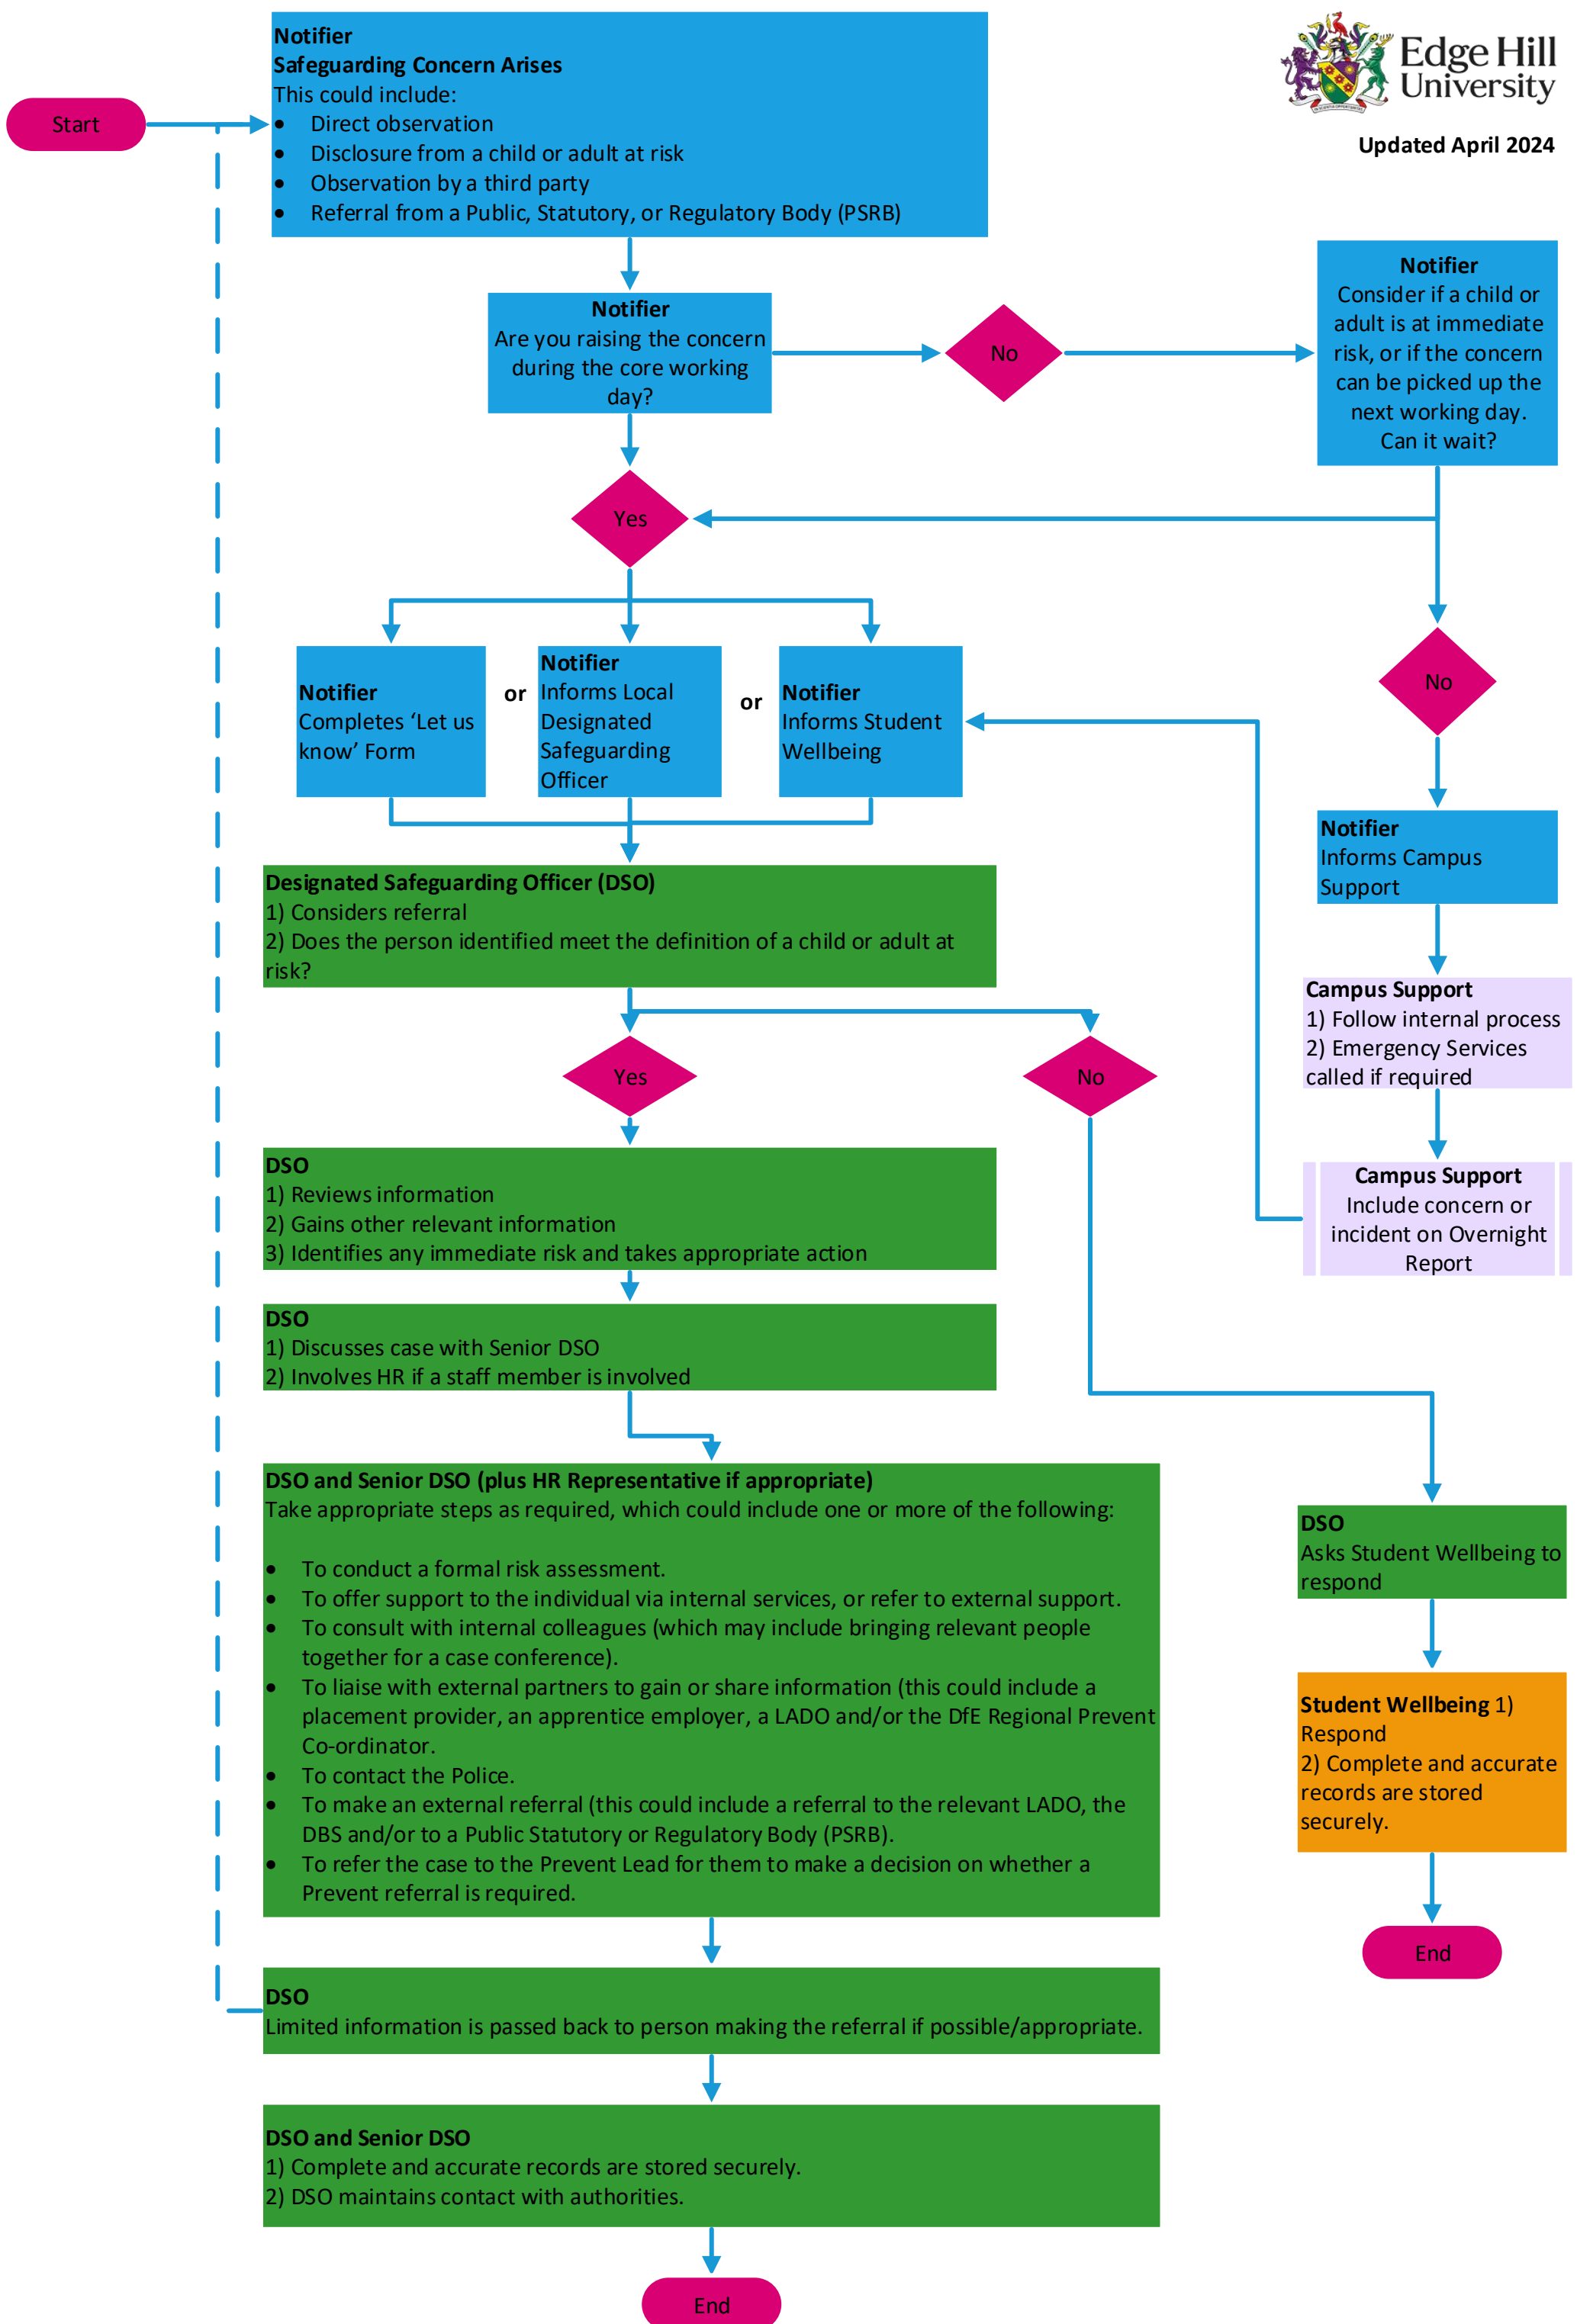 Edge Hill
University
Updated April 2024
Start
Notifier
Safeguarding Concern Arises
This could include:
• Direct observation
• Disclosure from a child or adult at risk
• Observation by a third party
• Referral from a Public, Statutory, or Regulatory Body (PSRB)
Notifier
Are you raising the concern
during the core working
day?
No
Notifier
Consider if a child or
adult is at immediate
risk, or if the concern
can be picked up the
next working day.
Can it wait?
Yes
No
Notifier
Completes ‘Let us
know’ Form
or
Notifier
Informs Local
Designated
Safeguarding
Officer
or
Notifier
Informs Student
Wellbeing
Notifier
Informs Campus
Support
Designated Safeguarding Officer (DSO)
1) Considers referral
2) Does the person identified meet the definition of a child or adult at
risk?
Campus Support
1) Follow internal process
2) Emergency Services
called if required
Yes
No
Campus Support
Include concern or
incident on Overnight
Report
DSO
1) Reviews information
2) Gains other relevant information
3) Identifies any immediate risk and takes appropriate action
DSO
1) Discusses case with Senior DSO
2) Involves HR if a staff member is involved
DSO and Senior DSO (plus HR Representative if appropriate)
Take appropriate steps as required, which could include one or more of the following:
• To conduct a formal risk assessment.
• To offer support to the individual via internal services, or refer to external support.
• To consult with internal colleagues (which may include bringing relevant people
together for a case conference).
• To liaise with external partners to gain or share information (this could include a
placement provider, an apprentice employer, a LADO and/or the DfE Regional Prevent
Co-ordinator.
• To contact the Police.
• To make an external referral (this could include a referral to the relevant LADO, the
DBS and/or to a Public Statutory or Regulatory Body (PSRB).
• To refer the case to the Prevent Lead for them to make a decision on whether a
Prevent referral is required.
DSO
Asks Student Wellbeing to
respond
Student Wellbeing 1)
Respond
2) Complete and accurate
records are stored
securely.
End
DSO
Limited information is passed back to person making the referral if possible/appropriate.
DSO and Senior DSO
1) Complete and accurate records are stored securely.
2) DSO maintains contact with authorities.
End